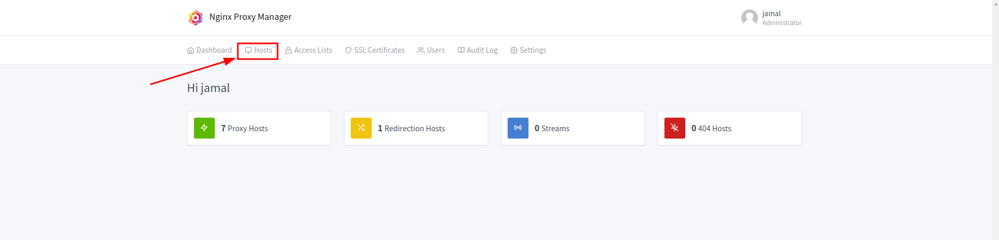 Nginx Proxy Manager
jamal
Administrator
Dashboard Hosts Access Lists SSL Certificates Users Audit Log Settings
Hi jamal
7 Proxy Hosts 1 Redirection Hosts 0 Streams 0 404 Hosts